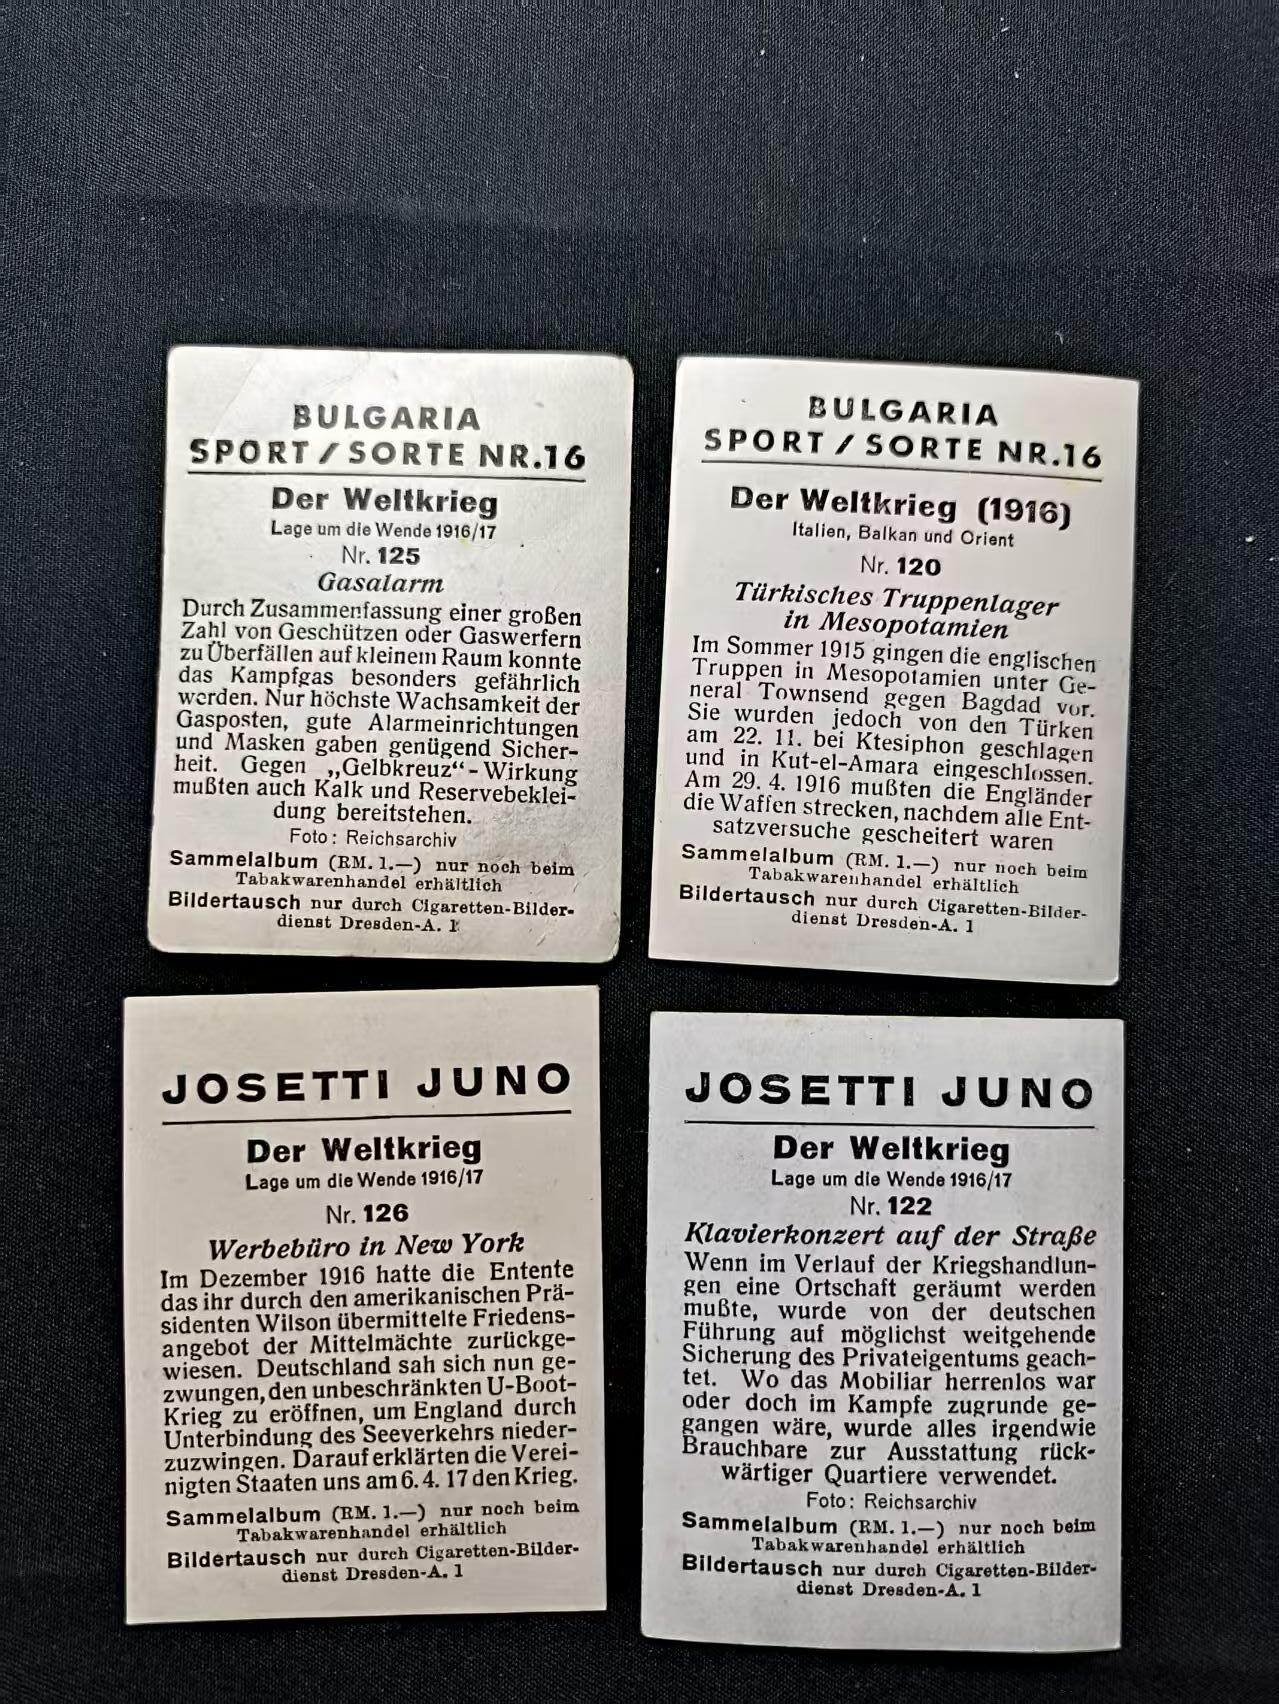 BULGARIA
SPORT / SORTE NR.16
Der Weltkrieg
Lage um die Wende 1916/17
Nr. 125
Gasalarm
Durch Zusammenfassung einer großen
Zahl von Geschützen oder Gaswerfern
zu Überfällen auf kleinem Raum konnte
das Kampfgas besonders gefährlich
werden. Nur höchste Wachsamkeit der
Gasposten, gute Alarmeinrichtungen
und Masken gaben genügend Sicher-
heit. Gegen „Gelbkreuz“-Wirkung
mußten auch Kalk und Reservebeklei-
dung bereitstehen.
Foto: Reichsarchiv
Sammelalbum (RM. 1.—) nur noch beim
Tabakwarenhandel erhältlich
Bildertausch nur durch Cigaretten-Bilder-
dienst Dresden-A. 1
BULGARIA
SPORT / SORTE NR.16
Der Weltkrieg (1916)
Italien, Balkan und Orient
Nr. 120
Türkisches Truppenlager
in Mesopotamien
Im Sommer 1915 gingen die englischen
Truppen in Mesopotamien unter Ge-
neral Townsend gegen Bagdad vor.
Sie wurden jedoch von den Türken
am 22. 11. bei Ktesiphon geschlagen
und in Kut-el-Amara eingeschlossen.
Am 29. 4. 1916 mußten die Engländer
die Waffen strecken, nachdem alle Ent-
satzversuche gescheitert waren
Sammelalbum (RM. 1.—) nur noch beim
Tabakwarenhandel erhältlich
Bildertausch nur durch Cigaretten-Bilder-
dienst Dresden-A. 1
JOSETTI JUNO
Der Weltkrieg
Lage um die Wende 1916/17
Nr. 126
Werbebüro in New York
Im Dezember 1916 hatte die Entente
das ihr durch den amerikanischen Prä-
sidenten Wilson übermittelte Friedens-
angebot der Mittelmächte zurückge-
wiesen. Deutschland sah sich nun ge-
zwungen, den unbeschränkten U-Boot-
Krieg zu eröffnen, um England durch
Unterbindung des Seeverkehrs nieder-
zuzwingen. Darauf erklärten die Verei-
nigten Staaten uns am 6. 4. 17 den Krieg.
Sammelalbum (RM. 1.—) nur noch beim
Tabakwarenhandel erhältlich
Bildertausch nur durch Cigaretten-Bilder-
dienst Dresden-A. 1
JOSETTI JUNO
Der Weltkrieg
Lage um die Wende 1916/17
Nr. 122
Klavierkonzert auf der Straße
Wenn im Verlauf der Kriegshandlun-
gen eine Ortschaft geräumt werden
mußte, wurde von der deutschen
Führung auf möglichst weitgehende
Sicherung des Privateigentums geach-
tet. Wo das Mobiliar herrenlos war
oder doch im Kampfe zugrunde ge-
gangen wäre, wurde alles irgendwie
Brauchbare zur Ausstattung rück-
wärtiger Quartiere verwendet.
Foto: Reichsarchiv
Sammelalbum (RM. 1.—) nur noch beim
Tabakwarenhandel erhältlich
Bildertausch nur durch Cigaretten-Bilder-
dienst Dresden-A. 1